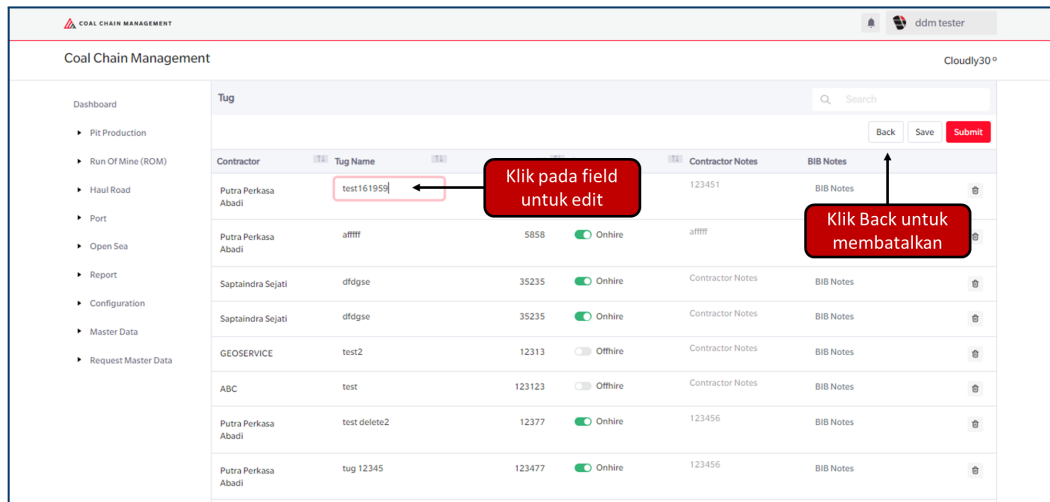 COAL CHAIN MANAGEMENT
ddm tester
Coal Chain Management
Cloudly30 º
Dashboard
Pit Production
Run Of Mine (ROM)
Haul Road
Port
Open Sea
Report
Configuration
Master Data
Request Master Data
Tug
Search
Back Save Submit
Contractor Tug Name Contractor Notes BIB Notes
Putra Perkasa
Abadi
test161959
123451
BIB Notes
Klik pada field
untuk edit
Klik Back untuk
membatalkan
Putra Perkasa
Abadi
afffff
5858
Onhire
afffff
Saptaindra Sejati dfdgse 35235 Onhire Contractor Notes BIB Notes
Saptaindra Sejati dfdgse 35235 Onhire Contractor Notes BIB Notes
GEOSERVICE test2 12313 Offhire Contractor Notes BIB Notes
ABC test 123123 Offhire Contractor Notes BIB Notes
Putra Perkasa
Abadi
test delete2 12377 Onhire 123456 BIB Notes
Putra Perkasa
Abadi
tug 12345 123477 Onhire 123456 BIB Notes